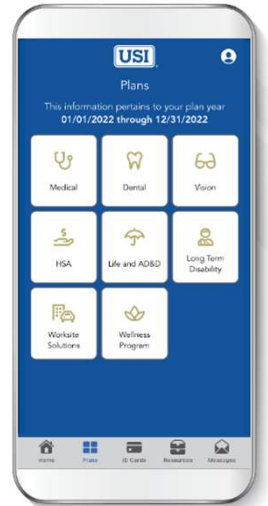 USI
Plans
This information pertains to your plan year
01/01/2022 through 12/31/2022
Medical
Dental
Vision
HSA
Life and AD&D
Long Term
Disability
Worksite
Solutions
Wellness
Program
Home
Plans
ID Cards
Resources
Messages